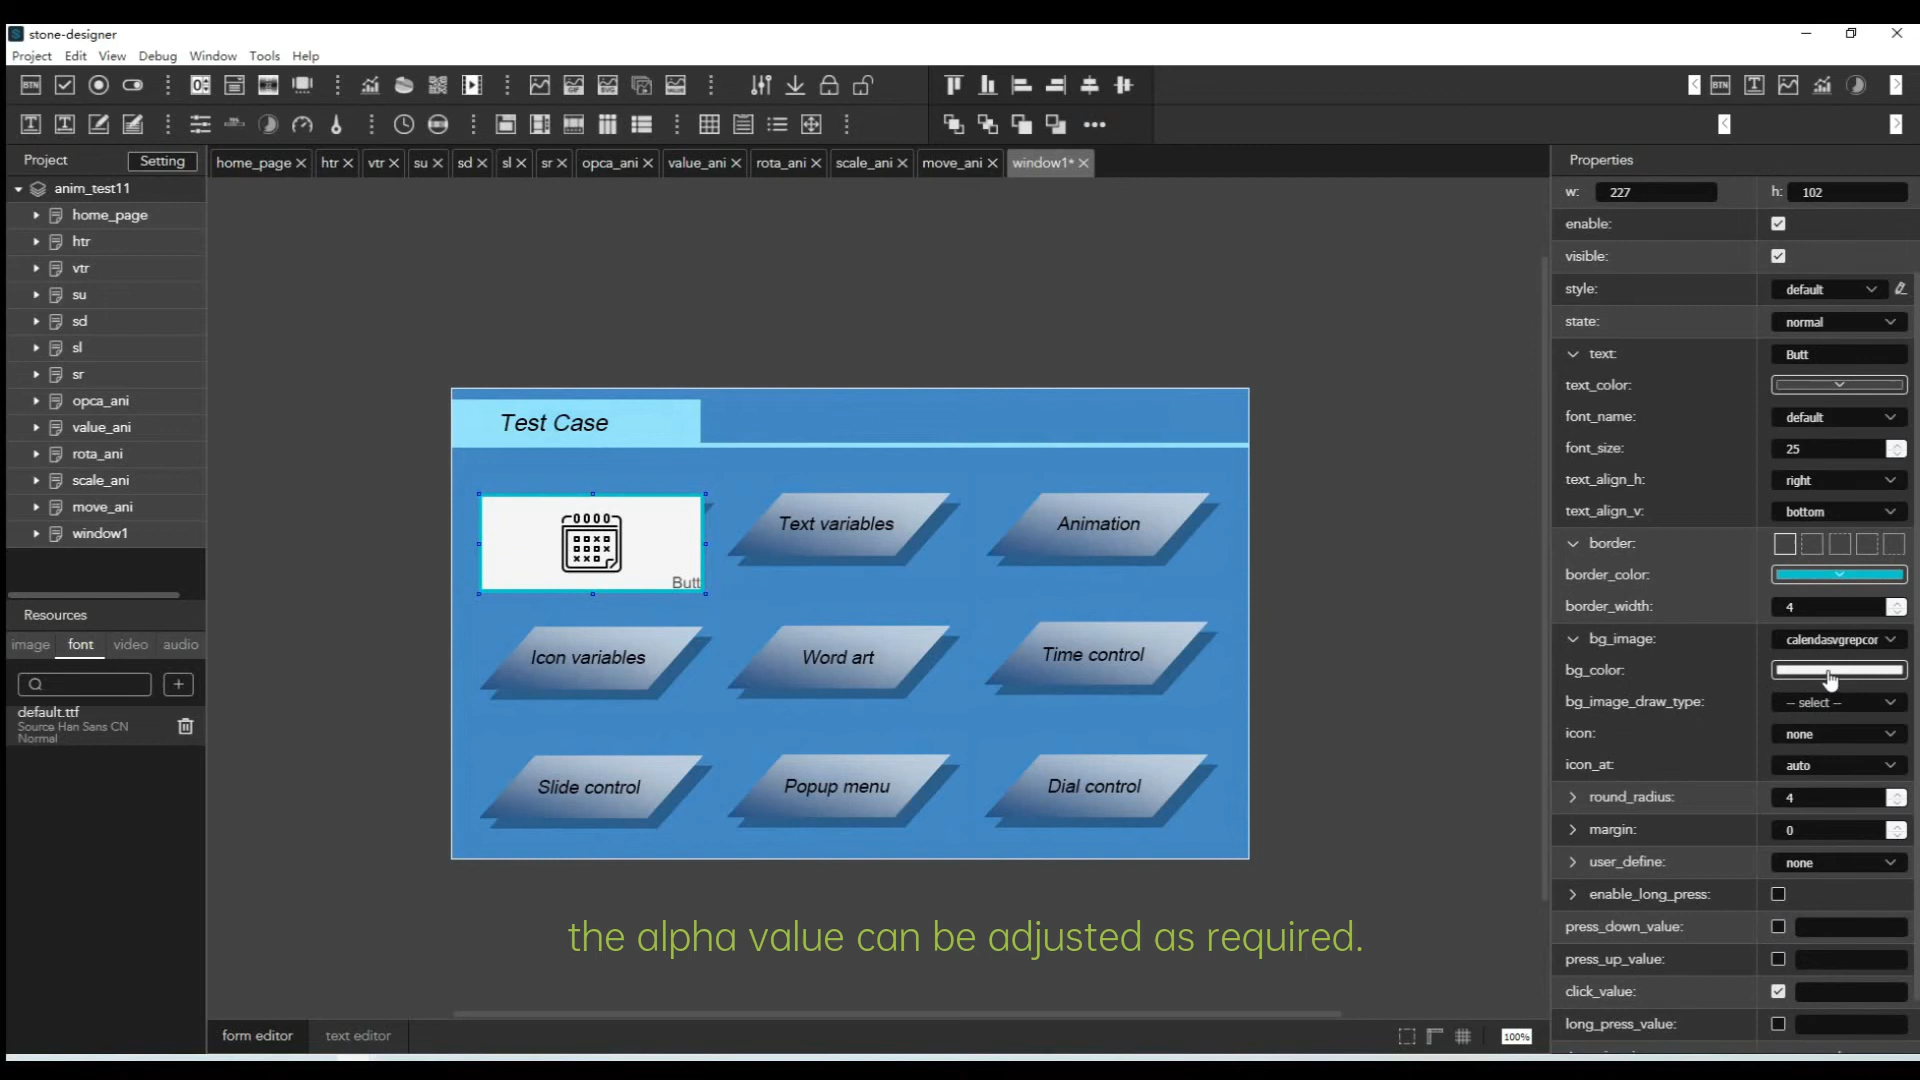 stone-designer
Project Edit View Debug Window Tools Help
Project Setting
home_page htr vtr su sd sl sr opca_ani value_ani rota_ani scale_ani move_ani window1*
anim_test11
home_page
htr
vtr
su
sd
sl
sr
opca_ani
value_ani
rota_ani
scale_ani
move_ani
window1
Resources
image font video audio
default.ttf
Source Han Sans CN
Normal
Test Case
Butt
Text variables
Animation
Icon variables
Word art
Time control
Slide control
Popup menu
Dial control
the alpha value can be adjusted as required.
form editor text editor
100%
Properties
w: 227 h: 102
enable:
visible:
style: default
state: normal
text: Butt
text_color:
font_name: default
font_size: 25
text_align_h: right
text_align_v: bottom
border:
border_color:
border_width: 4
bg_image: calendasvgrepcor
bg_color:
bg_image_draw_type: -- select --
icon: none
icon_at: auto
round_radius: 4
margin: 0
user_define: none
enable_long_press:
press_down_value:
press_up_value:
click_value:
long_press_value: